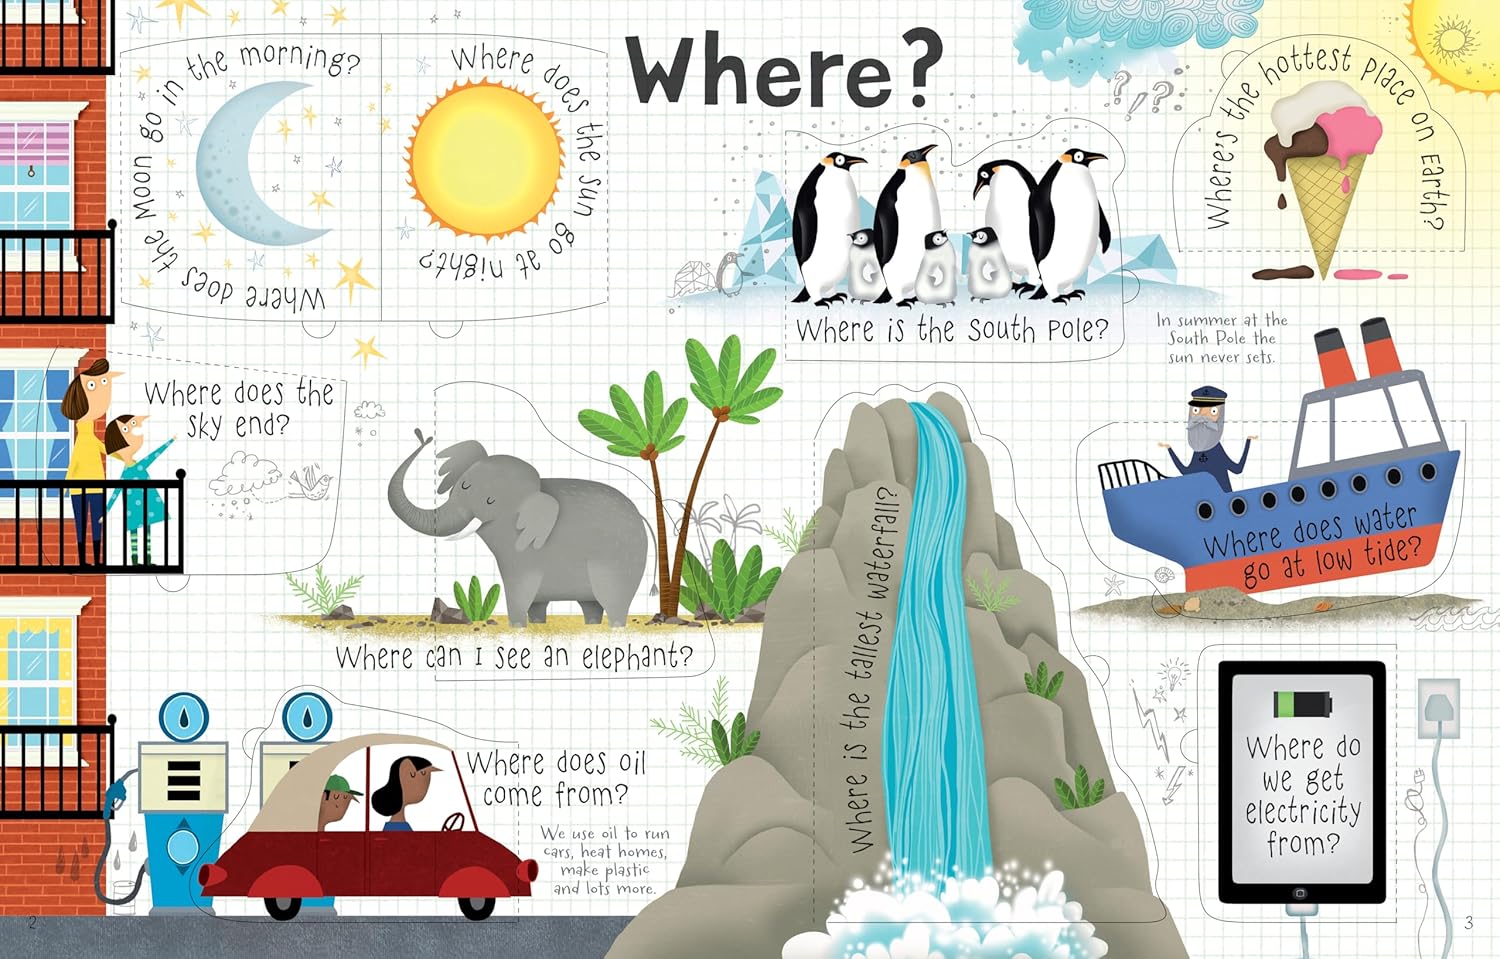 Where?
Where does the Moon go in the morning?
Where does the sun go at night?
Where is the South Pole?
Where's the hottest place on Earth?
In summer at the
South Pole the
sun never sets.
Where does the
sky end?
Where can I see an elephant?
Where is the tallest waterfall?
Where does water
go at low tide?
Where does oil
come from?
We use oil to run
cars, heat homes,
make plastic
and lots more.
Where do
we get
electricity
from?
2
3